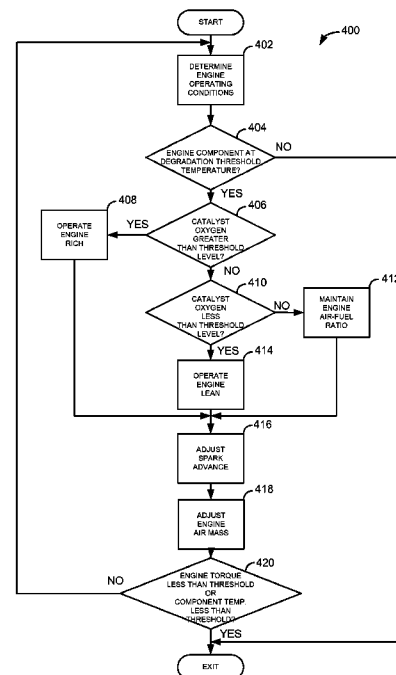 START
400
402
DETERMINE
ENGINE
OPERATING
CONDITIONS
404
ENGINE COMPONENT AT
DEGRADATION THRESHOLD
TEMPERATURE?
NO
YES
406
CATALYST
OXYGEN
GREATER
THAN THRESHOLD
LEVEL?
YES
408
OPERATE
ENGINE
RICH
NO
410
CATALYST
OXYGEN
LESS
THAN THRESHOLD
LEVEL?
NO
412
MAINTAIN
ENGINE
AIR-FUEL
RATIO
YES
414
OPERATE
ENGINE
LEAN
416
ADJUST
SPARK
ADVANCE
418
ADJUST
ENGINE
AIR MASS
420
ENGINE TORQUE
LESS THAN THRESHOLD
OR
COMPONENT TEMP.
LESS THAN
THRESHOLD?
NO
YES
EXIT